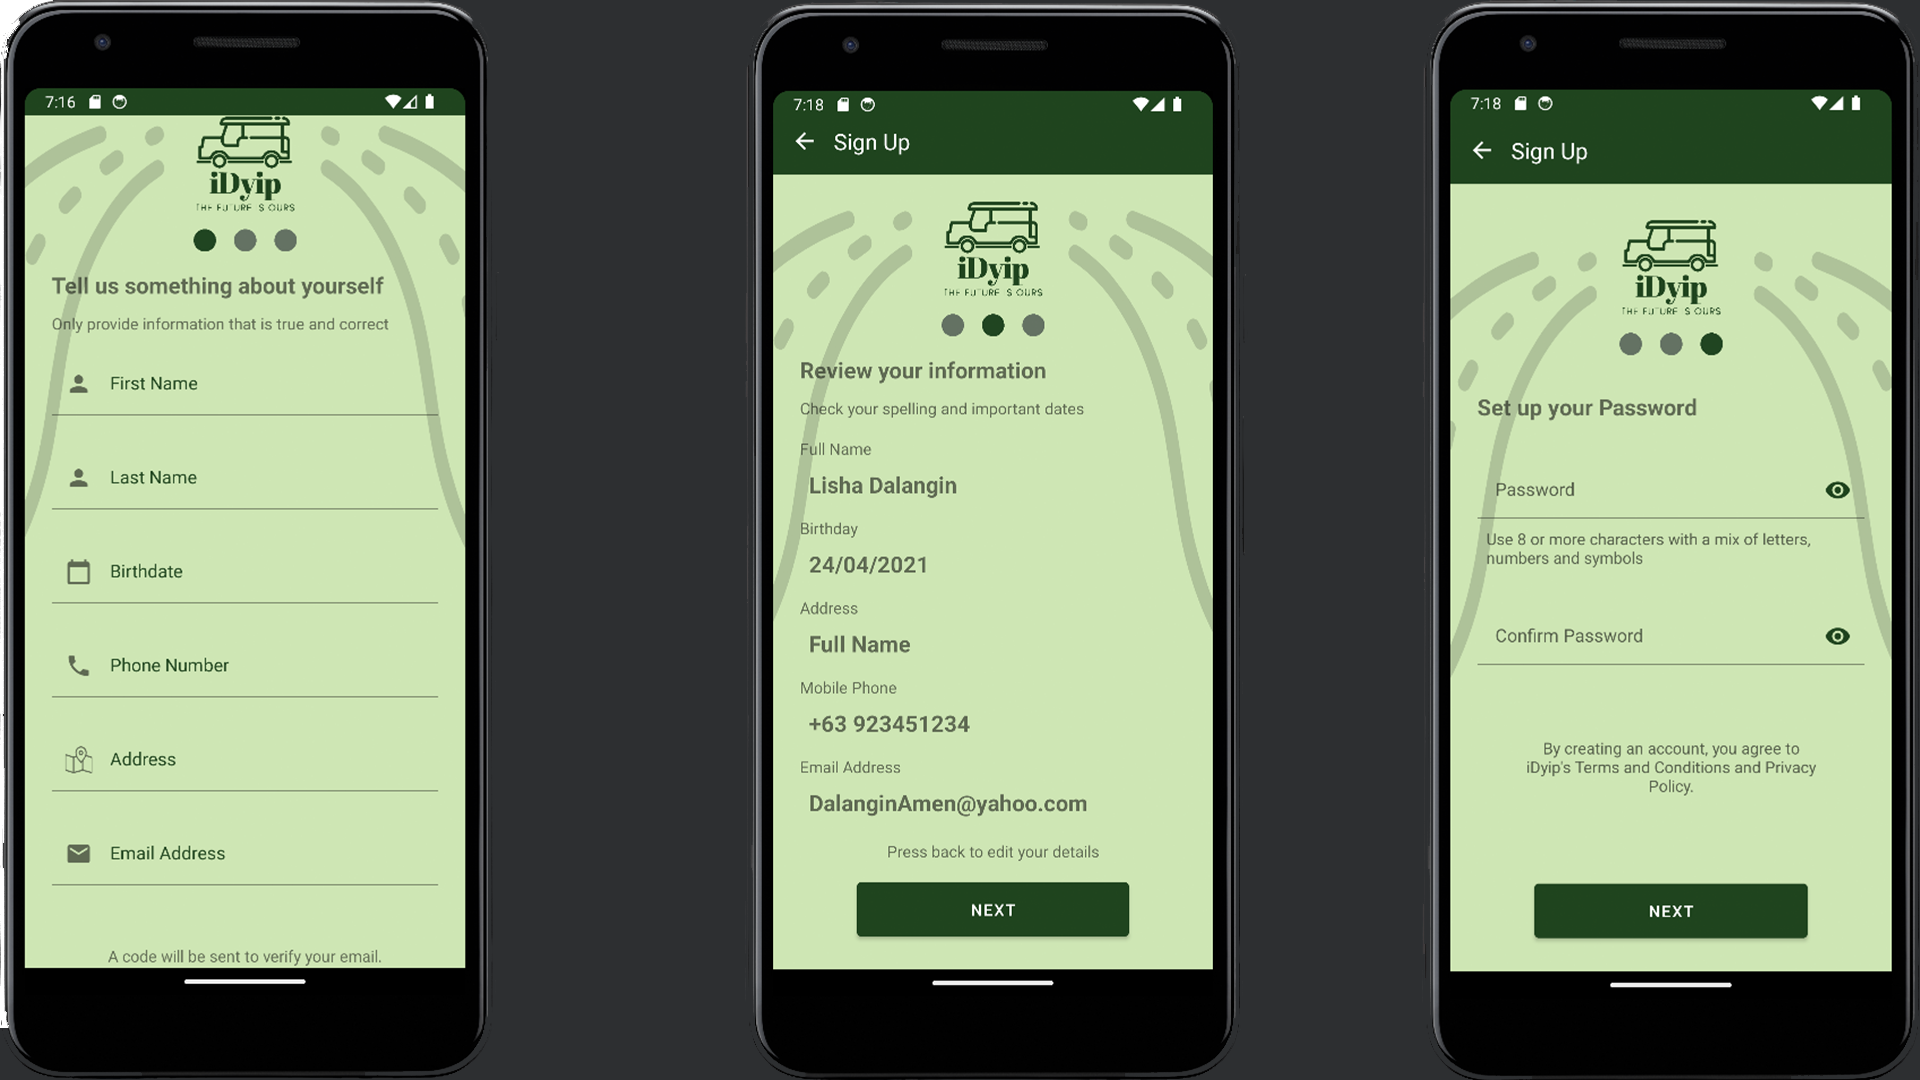 7:16
iDyip
THE FUTURE IS OURS
Tell us something about yourself
Only provide information that is true and correct
First Name
Last Name
Birthdate
Phone Number
Address
Email Address
A code will be sent to verify your email.
7:18
Sign Up
iDyip
THE FUTURE IS OURS
Review your information
Check your spelling and important dates
Full Name
Lisha Dalangin
Birthday
24/04/2021
Address
Full Name
Mobile Phone
+63 923451234
Email Address
DalanginAmen@yahoo.com
Press back to edit your details
NEXT
7:18
Sign Up
iDyip
THE FUTURE IS OURS
Set up your Password
Password
Use 8 or more characters with a mix of letters,
numbers and symbols
Confirm Password
By creating an account, you agree to
iDyip's Terms and Conditions and Privacy
Policy.
NEXT